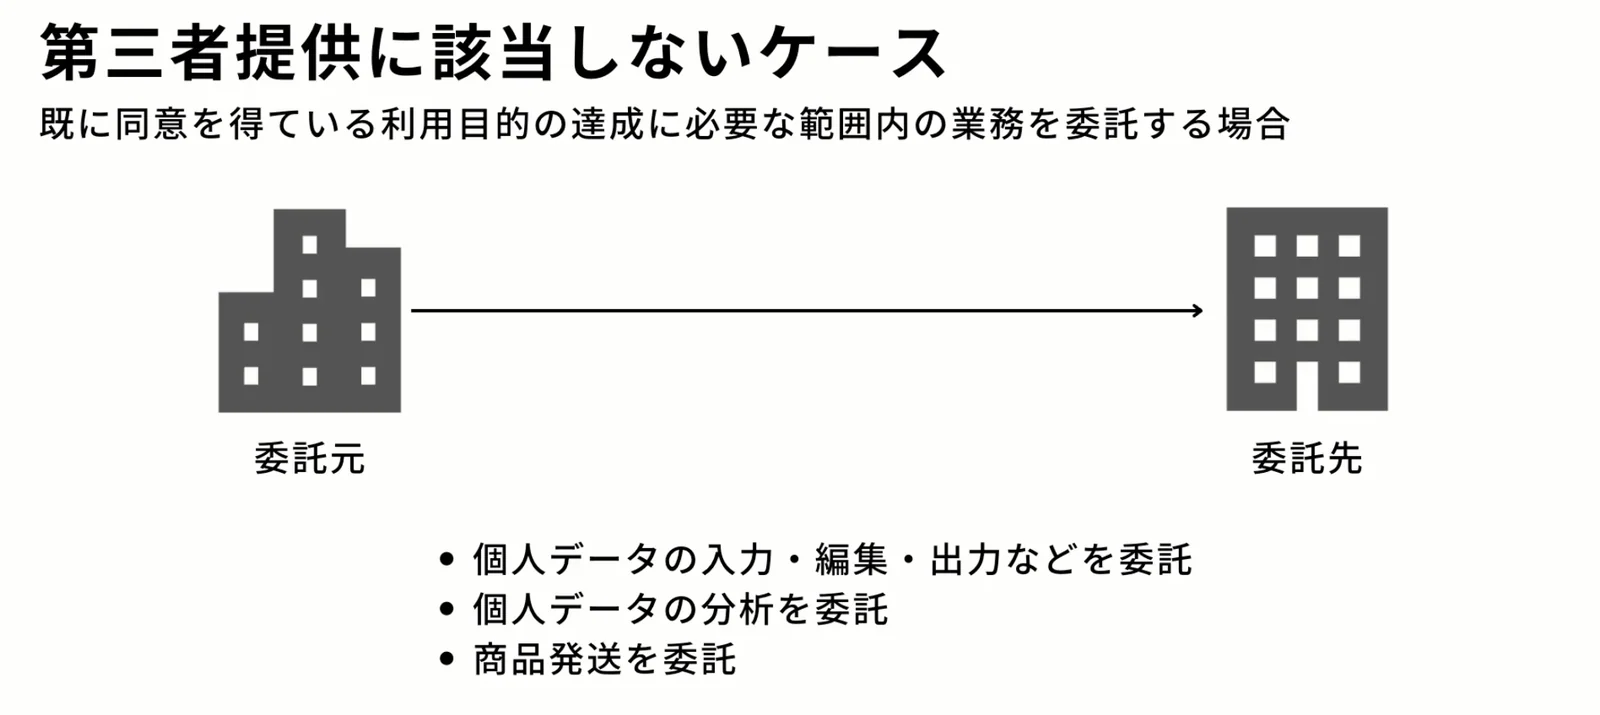 第三者提供に該当しないケース
既に同意を得ている利用目的の達成に必要な範囲内の業務を委託する場合
委託元
委託先
• 個人データの入力・編集・出力などを委託
• 個人データの分析を委託
• 商品発送を委託